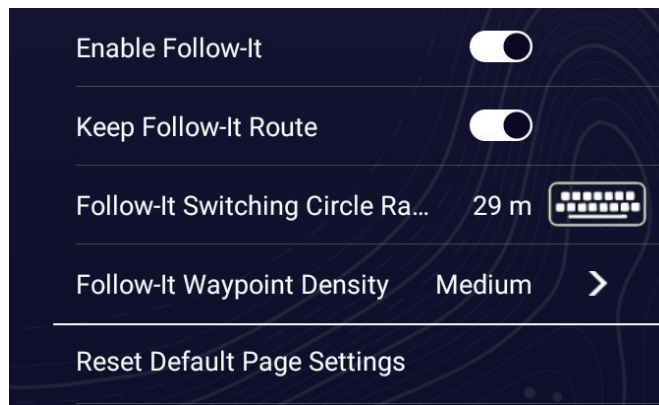 Enable Follow-It
Keep Follow-It Route
Follow-It Switching Circle Ra... 29 m
Follow-It Waypoint Density Medium
Reset Default Page Settings